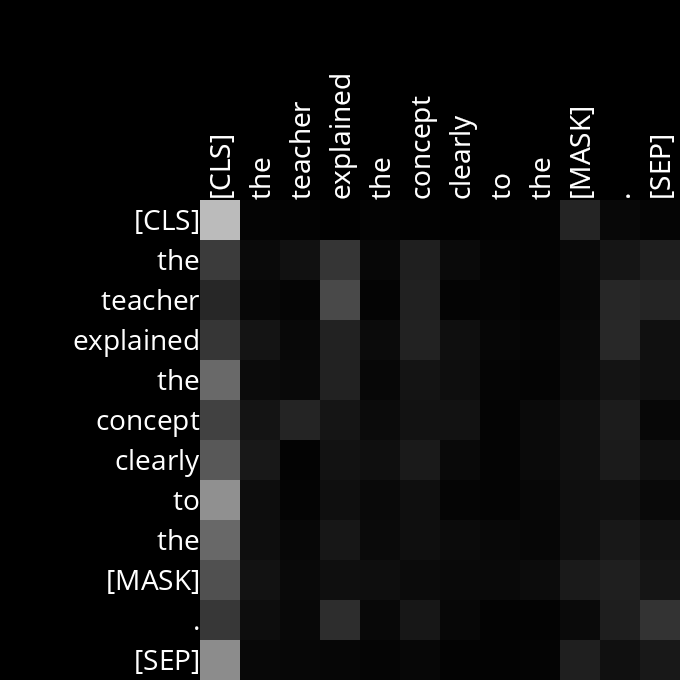 [CLS]
the
teacher
explained
the
concept
clearly
to
the
[MASK]
.
[SEP]
[CLS]
the
teacher
explained
the
concept
clearly
to
the
[MASK]
.
[SEP]